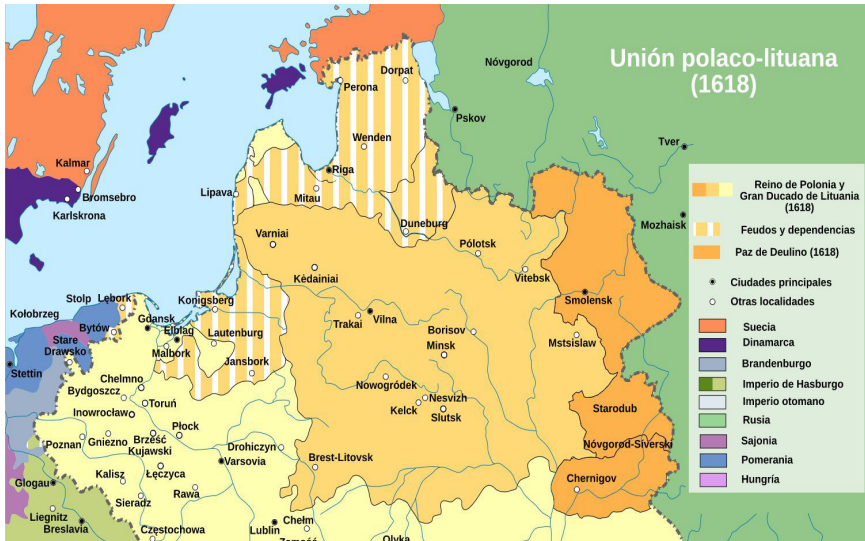 Unión polaco-lituana
(1618)
Nóvgorod
Dorpat
Perona
Pskov
Wenden
Tver
Kalmar
Riga
Bromsebro
Lipava
Mitau
Karlskrona
Duneburg
Mozhaisk
Varniai
Pólotsk
Kėdainiai
Vitebsk
Stolp
Lębork
Konigsberg
Smolensk
Kołobrzeg
Gdansk
Trakai
Vilna
Bytów
Elbląg
Lautenburg
Borisov
Stare
Drawsko
Malbork
Minsk
Mstsislaw
Stettin
Jansbork
Chelmno
Nowogródek
Bydgoszcz
Toruń
Nesvizh
Kelck
Slutsk
Starodub
Inowrocław
Płock
Poznan
Gniezno
Brześć
Kujawski
Drohiczyn
Nóvgorod-Siverski
Varsovia
Brest-Litovsk
Kalisz
Łęczyca
Glogau
Chernigov
Sieradz
Rawa
Liegnitz
Breslavia
Częstochowa
Lublin
Chełm
Zamość
Olyka
Reino de Polonia y
Gran Ducado de Lituania
(1618)
Feudos y dependencias
Paz de Deulino (1618)
Ciudades principales
Otras localidades
Suecia
Dinamarca
Brandenburgo
Imperio de Hasburgo
Imperio otomano
Rusia
Sajonia
Pomerania
Hungría